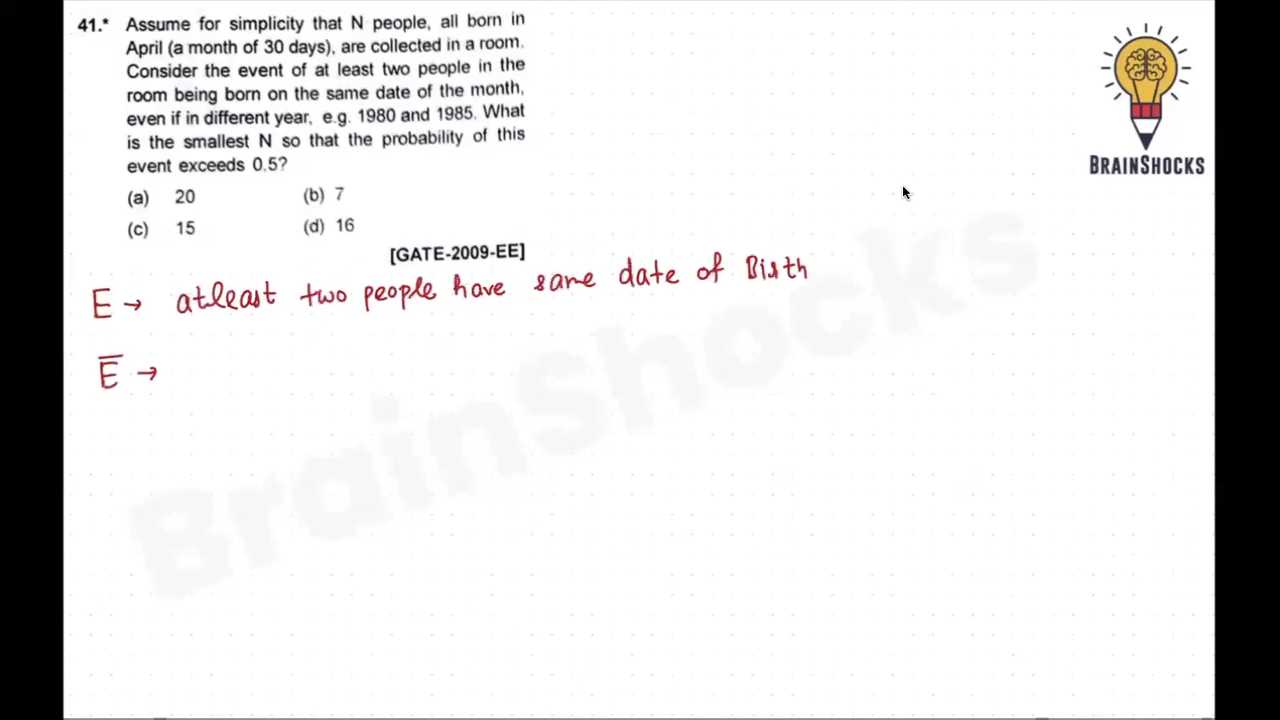 41.* Assume for simplicity that N people, all born in
April (a month of 30 days), are collected in a room.
Consider the event of at least two people in the
room being born on the same date of the month,
even if in different year, e.g. 1980 and 1985. What
is the smallest N so that the probability of this
event exceeds 0.5?
(a) 20 (b) 7
(c) 15 (d) 16
[GATE-2009-EE]
E → atleast two people have same date of Birth
E̅ →
BRAINSHOCKS
BrainShocks